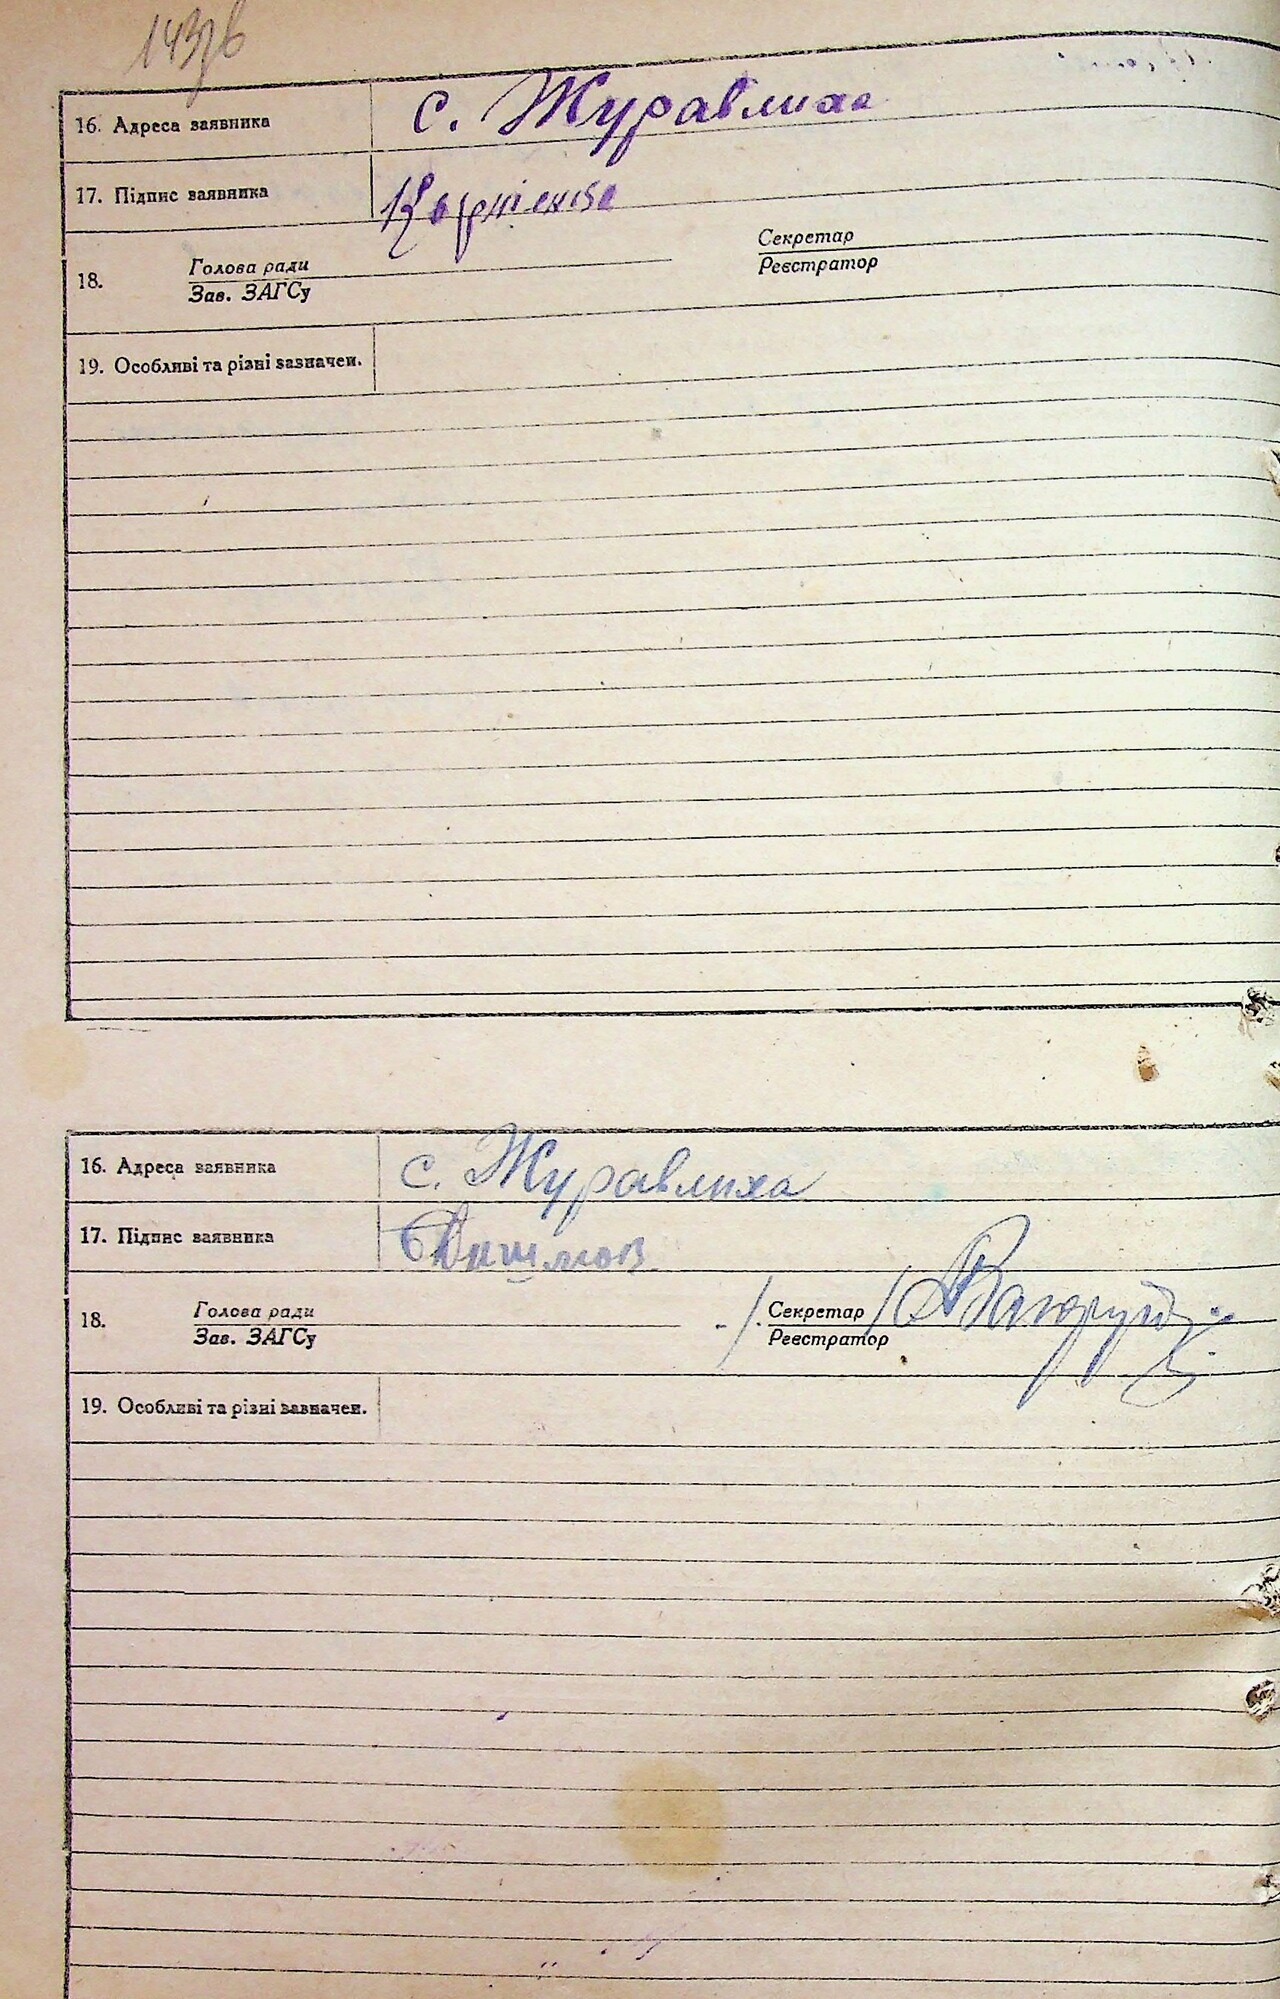 143зв
16. Адреса заявника с. Журавлиха
17. Підпис заявника Корнієнко
18. Голова ради Секретар
Зав. ЗАГСу Реєстратор
19. Особливі та різні зазначен.
16. Адреса заявника с. Журавлиха
17. Підпис заявника
18. Голова ради Секретар
Зав. ЗАГСу Реєстратор
19. Особливі та різні зазначен.